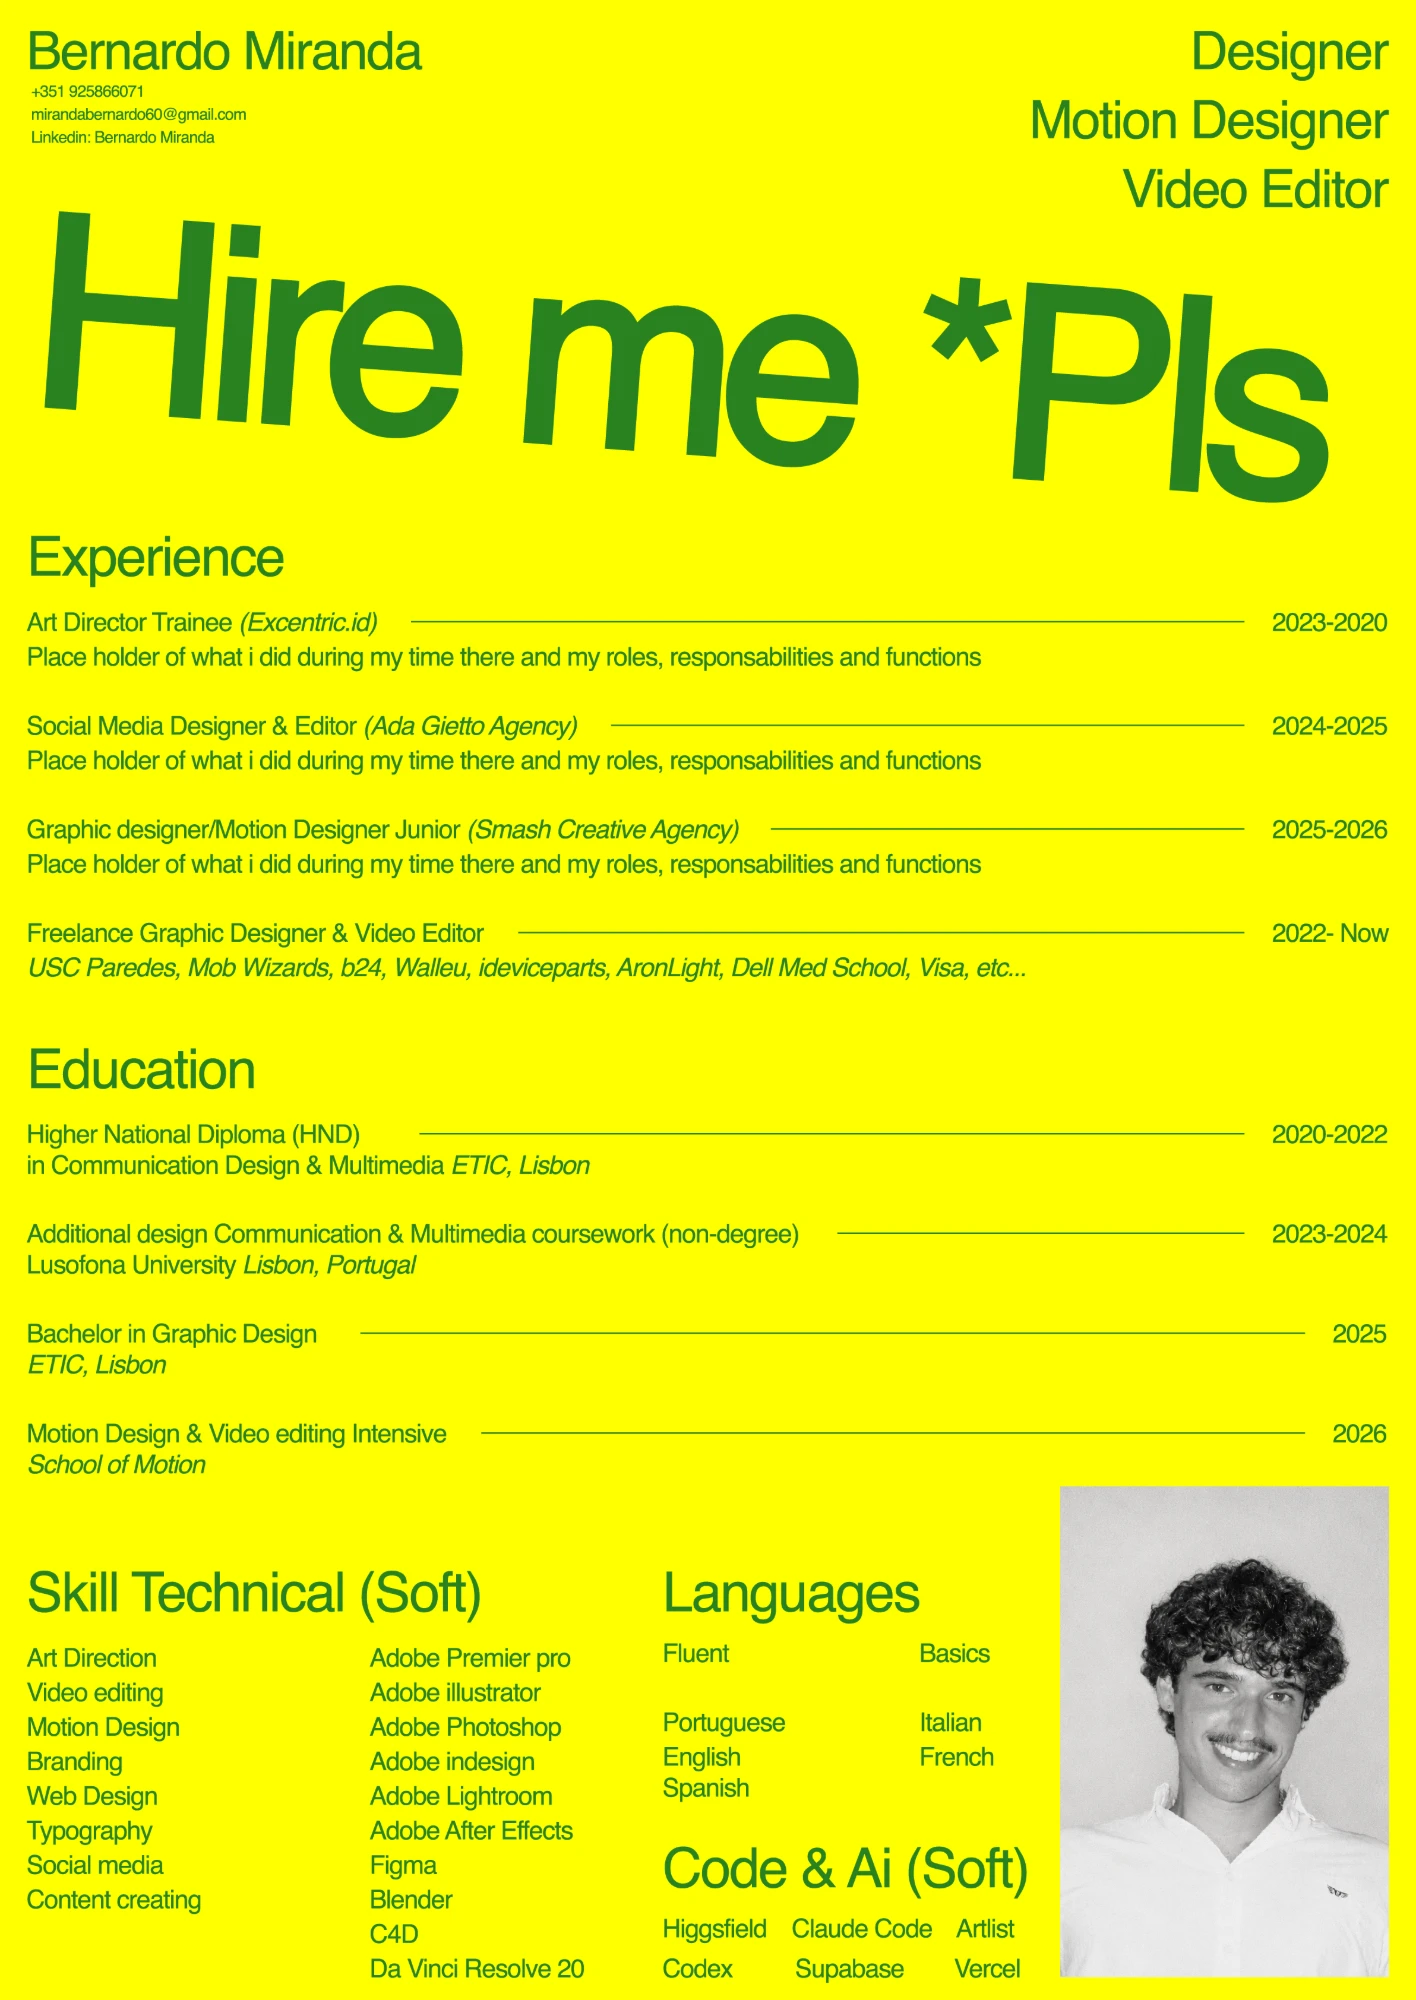 Bernardo Miranda
+351 925866071
mirandabernardo60@gmail.com
Linkedin: Bernardo Miranda
Designer
Motion Designer
Video Editor
Hire me *Pls
Experience
Art Director Trainee (Excentric.id) 2023-2020
Place holder of what i did during my time there and my roles, responsabilities and functions
Social Media Designer & Editor (Ada Gietto Agency) 2024-2025
Place holder of what i did during my time there and my roles, responsabilities and functions
Graphic designer/Motion Designer Junior (Smash Creative Agency) 2025-2026
Place holder of what i did during my time there and my roles, responsabilities and functions
Freelance Graphic Designer & Video Editor 2022- Now
USC Paredes, Mob Wizards, b24, Walleu, ideviceparts, AronLight, Dell Med School, Visa, etc...
Education
Higher National Diploma (HND) 2020-2022
in Communication Design & Multimedia ETIC, Lisbon
Additional design Communication & Multimedia coursework (non-degree) 2023-2024
Lusofona University Lisbon, Portugal
Bachelor in Graphic Design 2025
ETIC, Lisbon
Motion Design & Video editing Intensive 2026
School of Motion
Skill Technical (Soft)
Art Direction
Video editing
Motion Design
Branding
Web Design
Typography
Social media
Content creating
Adobe Premier pro
Adobe illustrator
Adobe Photoshop
Adobe indesign
Adobe Lightroom
Adobe After Effects
Figma
Blender
C4D
Da Vinci Resolve 20
Languages
Fluent Basics
Portuguese Italian
English French
Spanish
Code & Ai (Soft)
Higgsfield Claude Code Artlist
Codex Supabase Vercel